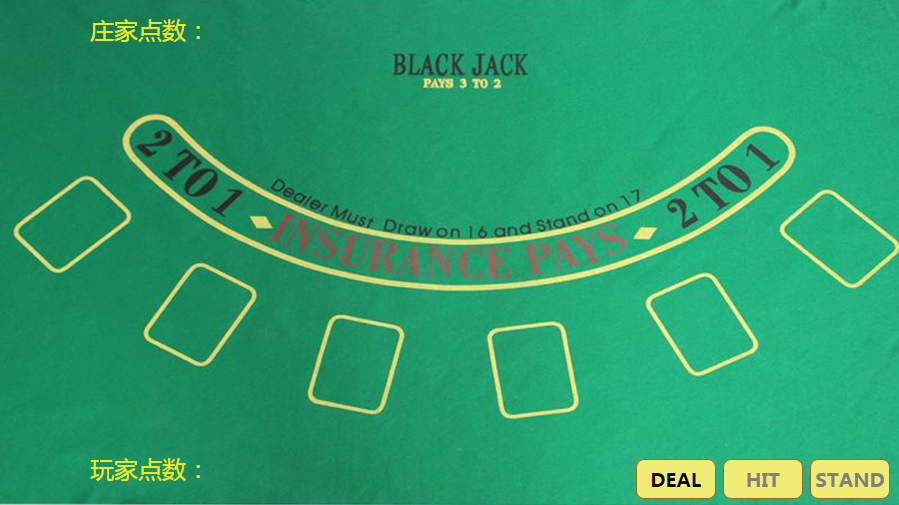 庄家点数：
BLACK JACK
PAYS 3 TO 2
2 TO 1
Dealer Must Draw on 16 and Stand on 17
INSURANCE PAYS
2 TO 1
玩家点数：
DEAL
HIT
STAND